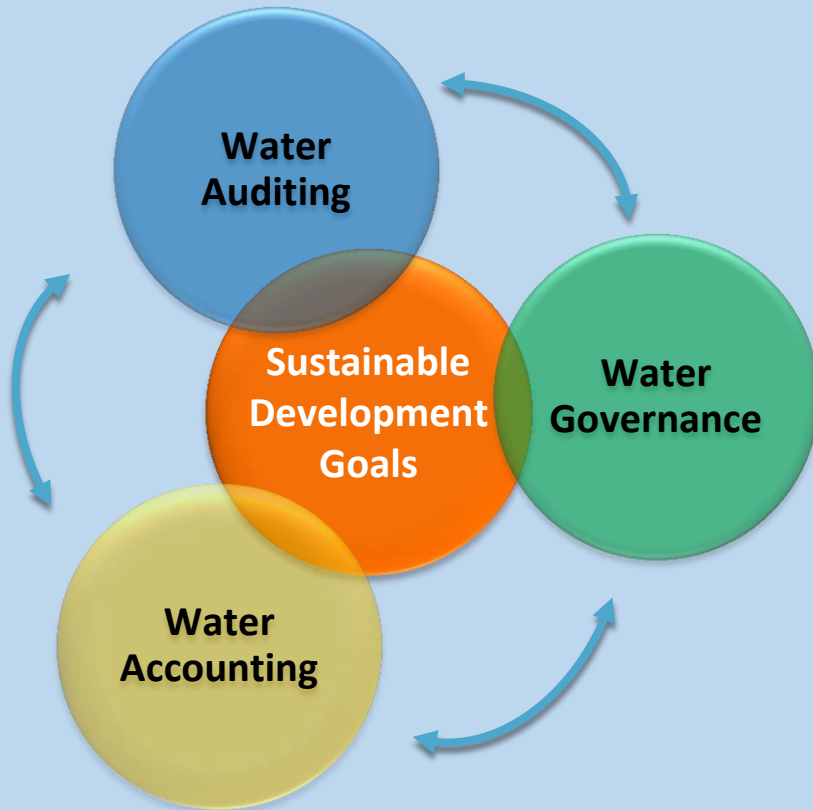 Water
Auditing
Sustainable
Development
Goals
Water
Governance
Water
Accounting